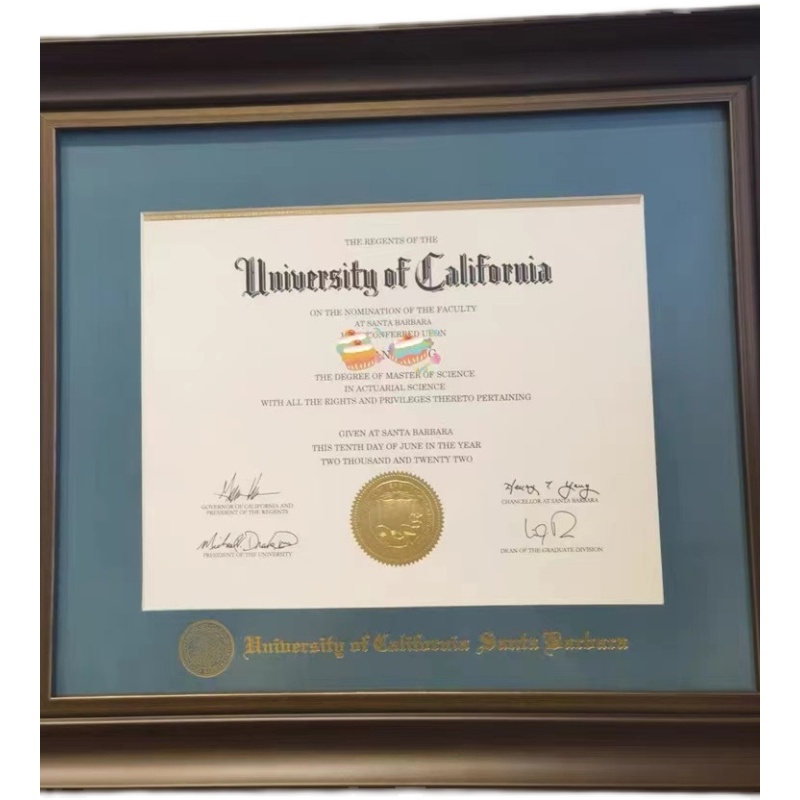 THE REGENTS OF THE
University of California
ON THE NOMINATION OF THE FACULTY
AT SANTA BARBARA
CONFERRED UPON
THE DEGREE OF MASTER OF SCIENCE
IN ACTUARIAL SCIENCE
WITH ALL THE RIGHTS AND PRIVILEGES THERETO PERTAINING
GIVEN AT SANTA BARBARA
THIS TENTH DAY OF JUNE IN THE YEAR
TWO THOUSAND AND TWENTY TWO
GOVERNOR OF CALIFORNIA AND
PRESIDENT OF THE REGENTS
Henry T. Yang
CHANCELLOR AT SANTA BARBARA
PRESIDENT OF THE UNIVERSITY
DEAN OF THE GRADUATE DIVISION
University of California Santa Barbara